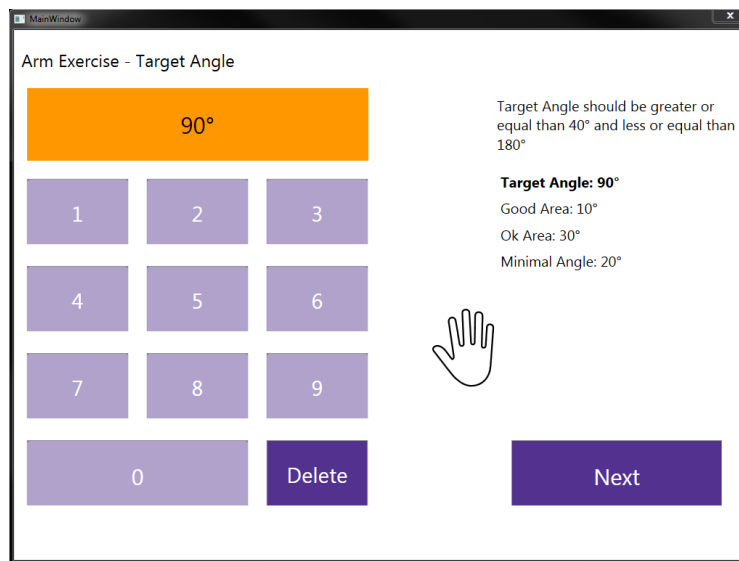 MainWindow
x
Arm Exercise - Target Angle
90°
Target Angle should be greater or
equal than 40° and less or equal than
180°
Target Angle: 90°
Good Area: 10°
Ok Area: 30°
Minimal Angle: 20°
1 2 3
4 5 6
7 8 9
0 Delete
Next